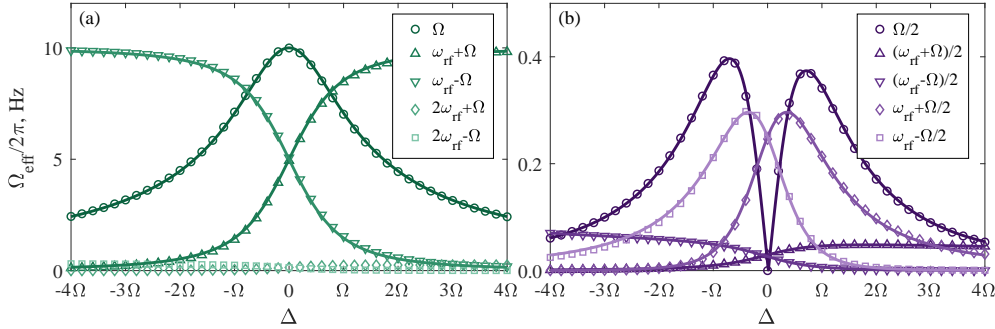 (a)
Ω
ω_rf+Ω
ω_rf-Ω
2ω_rf+Ω
2ω_rf-Ω
10
5
0
Ω_eff/2π, Hz
-4Ω -3Ω -2Ω -Ω 0 Ω 2Ω 3Ω 4Ω
Δ
(b)
Ω/2
(ω_rf+Ω)/2
(ω_rf-Ω)/2
ω_rf+Ω/2
ω_rf-Ω/2
0.4
0.2
0.0
-4Ω -3Ω -2Ω -Ω 0 Ω 2Ω 3Ω 4Ω
Δ